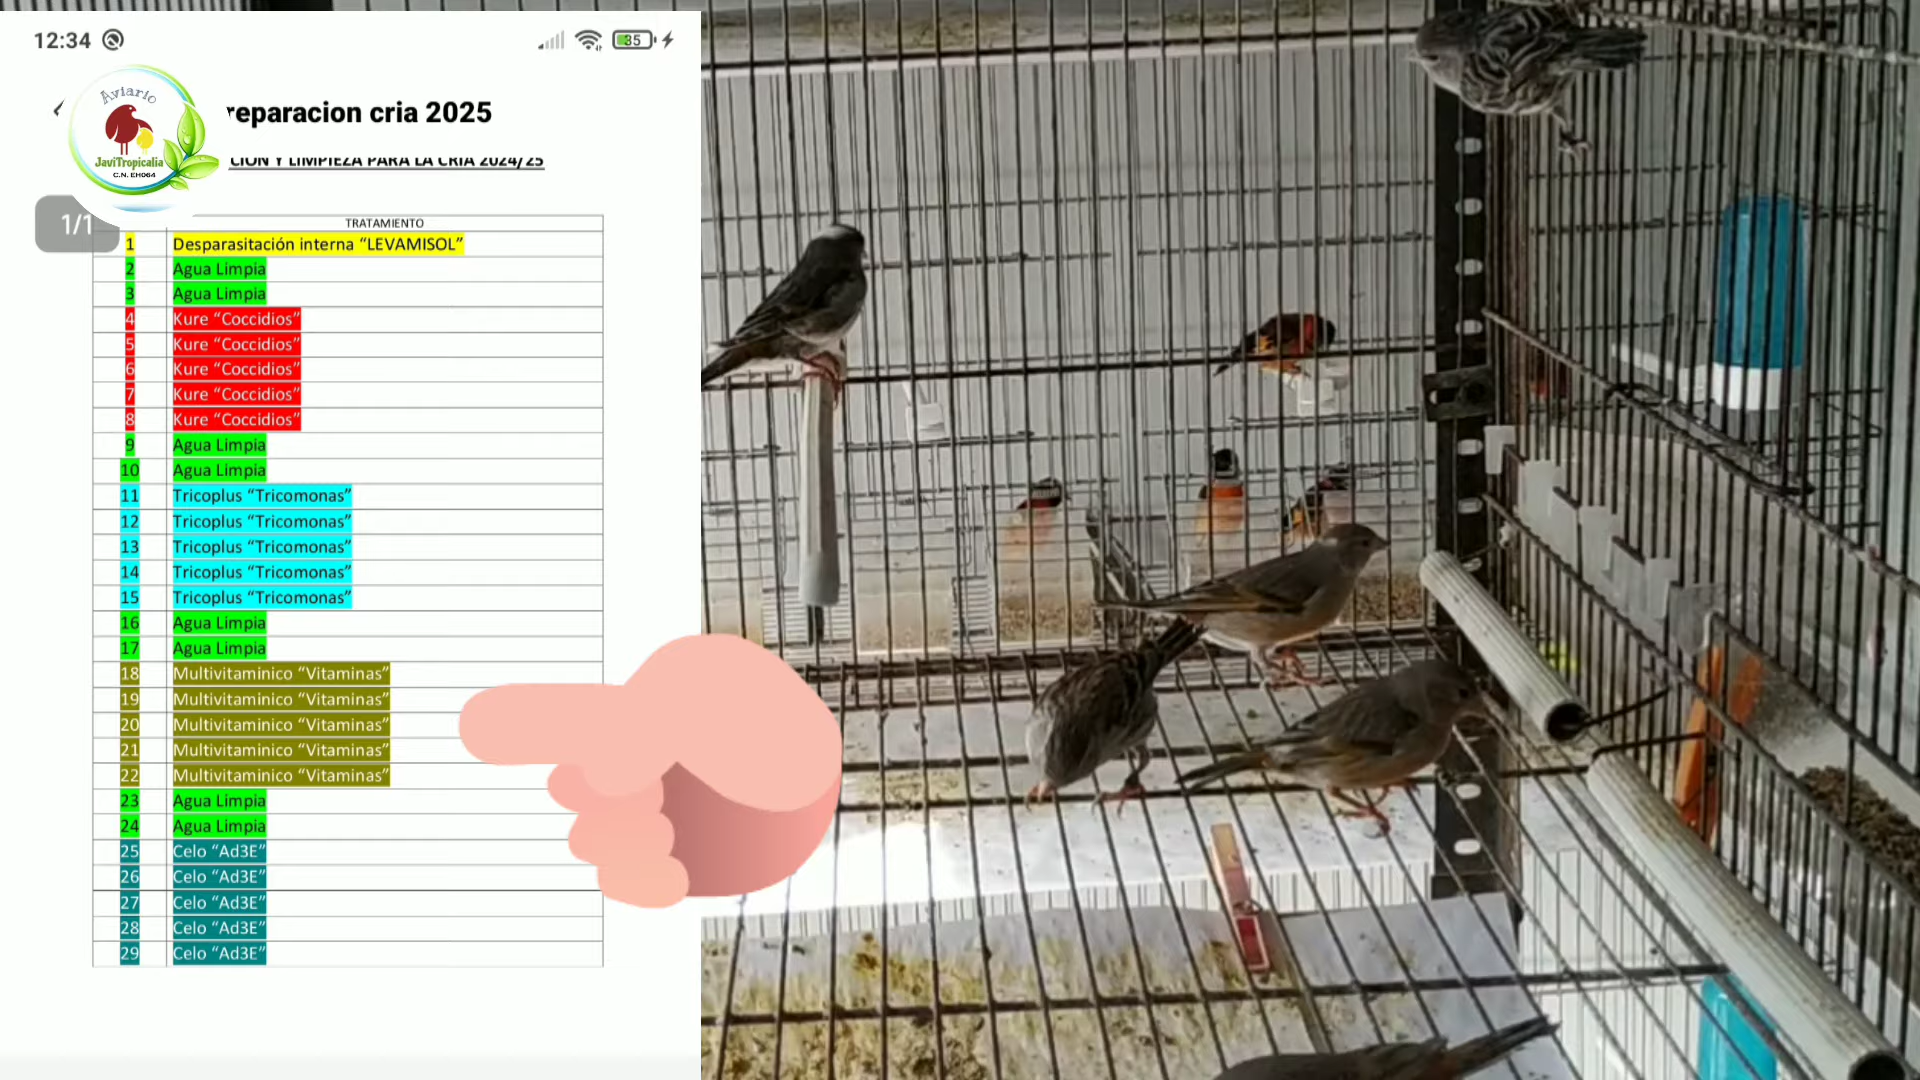 12:34
35
Aviario
JaviTropicalia
C.N. EH064
reparacion cria 2025
CION Y LIMPIEZA PARA LA CRIA 2024/25
1/1
TRATAMIENTO
1 Desparasitación interna “LEVAMISOL”
2 Agua Limpia
3 Agua Limpia
4 Kure “Coccidios”
5 Kure “Coccidios”
6 Kure “Coccidios”
7 Kure “Coccidios”
8 Kure “Coccidios”
9 Agua Limpia
10 Agua Limpia
11 Tricoplus “Tricomonas”
12 Tricoplus “Tricomonas”
13 Tricoplus “Tricomonas”
14 Tricoplus “Tricomonas”
15 Tricoplus “Tricomonas”
16 Agua Limpia
17 Agua Limpia
18 Multivitaminico “Vitaminas”
19 Multivitaminico “Vitaminas”
20 Multivitaminico “Vitaminas”
21 Multivitaminico “Vitaminas”
22 Multivitaminico “Vitaminas”
23 Agua Limpia
24 Agua Limpia
25 Celo “Ad3E”
26 Celo “Ad3E”
27 Celo “Ad3E”
28 Celo “Ad3E”
29 Celo “Ad3E”